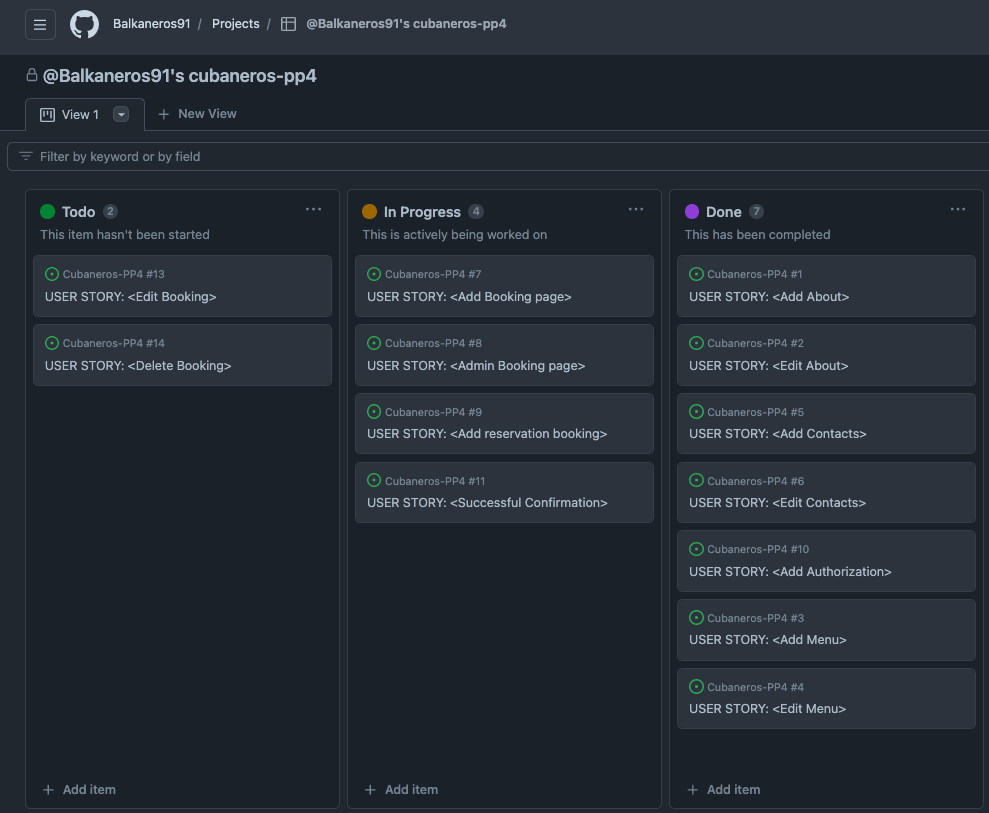 Balkaneros91 / Projects / @Balkaneros91's cubaneros-pp4
@Balkaneros91's cubaneros-pp4
View 1 New View
Filter by keyword or by field
Todo 2
This item hasn't been started
Cubaneros-PP4 #13
USER STORY: <Edit Booking>
Cubaneros-PP4 #14
USER STORY: <Delete Booking>
Add item
In Progress 4
This is actively being worked on
Cubaneros-PP4 #7
USER STORY: <Add Booking page>
Cubaneros-PP4 #8
USER STORY: <Admin Booking page>
Cubaneros-PP4 #9
USER STORY: <Add reservation booking>
Cubaneros-PP4 #11
USER STORY: <Successful Confirmation>
Add item
Done 7
This has been completed
Cubaneros-PP4 #1
USER STORY: <Add About>
Cubaneros-PP4 #2
USER STORY: <Edit About>
Cubaneros-PP4 #5
USER STORY: <Add Contacts>
Cubaneros-PP4 #6
USER STORY: <Edit Contacts>
Cubaneros-PP4 #10
USER STORY: <Add Authorization>
Cubaneros-PP4 #3
USER STORY: <Add Menu>
Cubaneros-PP4 #4
USER STORY: <Edit Menu>
Add item